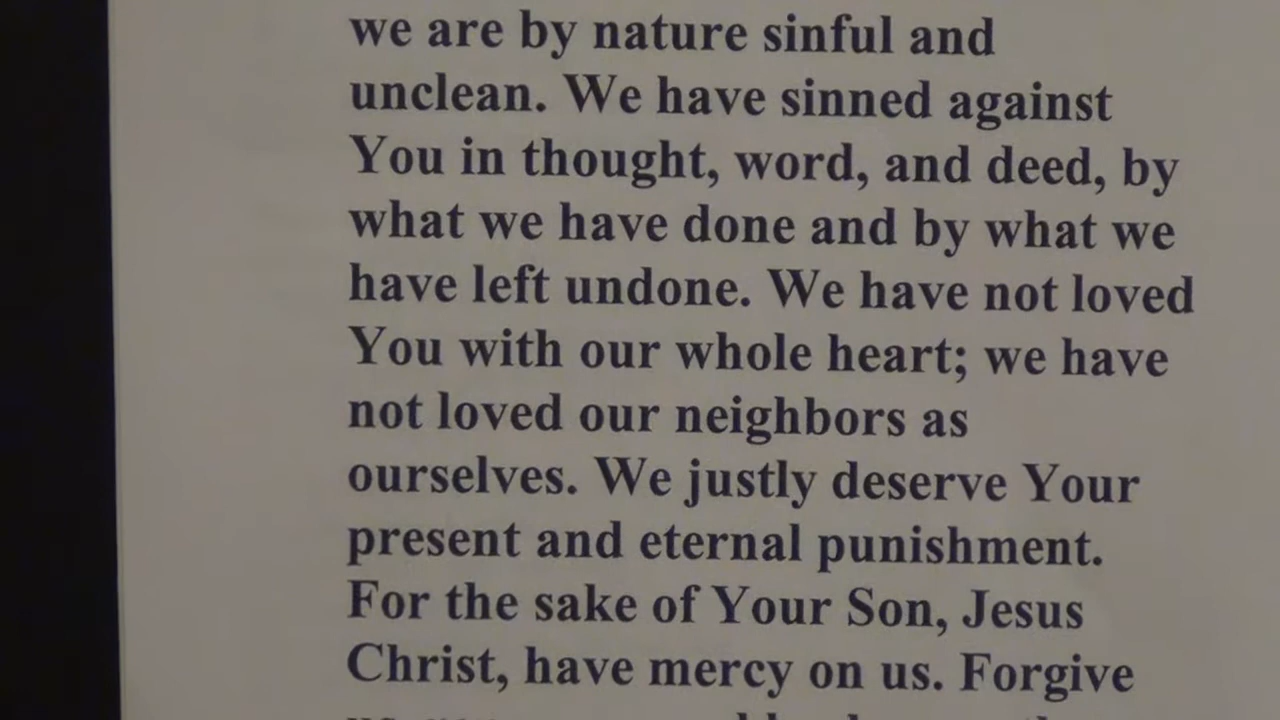 we are by nature sinful and
unclean. We have sinned against
You in thought, word, and deed, by
what we have done and by what we
have left undone. We have not loved
You with our whole heart; we have
not loved our neighbors as
ourselves. We justly deserve Your
present and eternal punishment.
For the sake of Your Son, Jesus
Christ, have mercy on us. Forgive